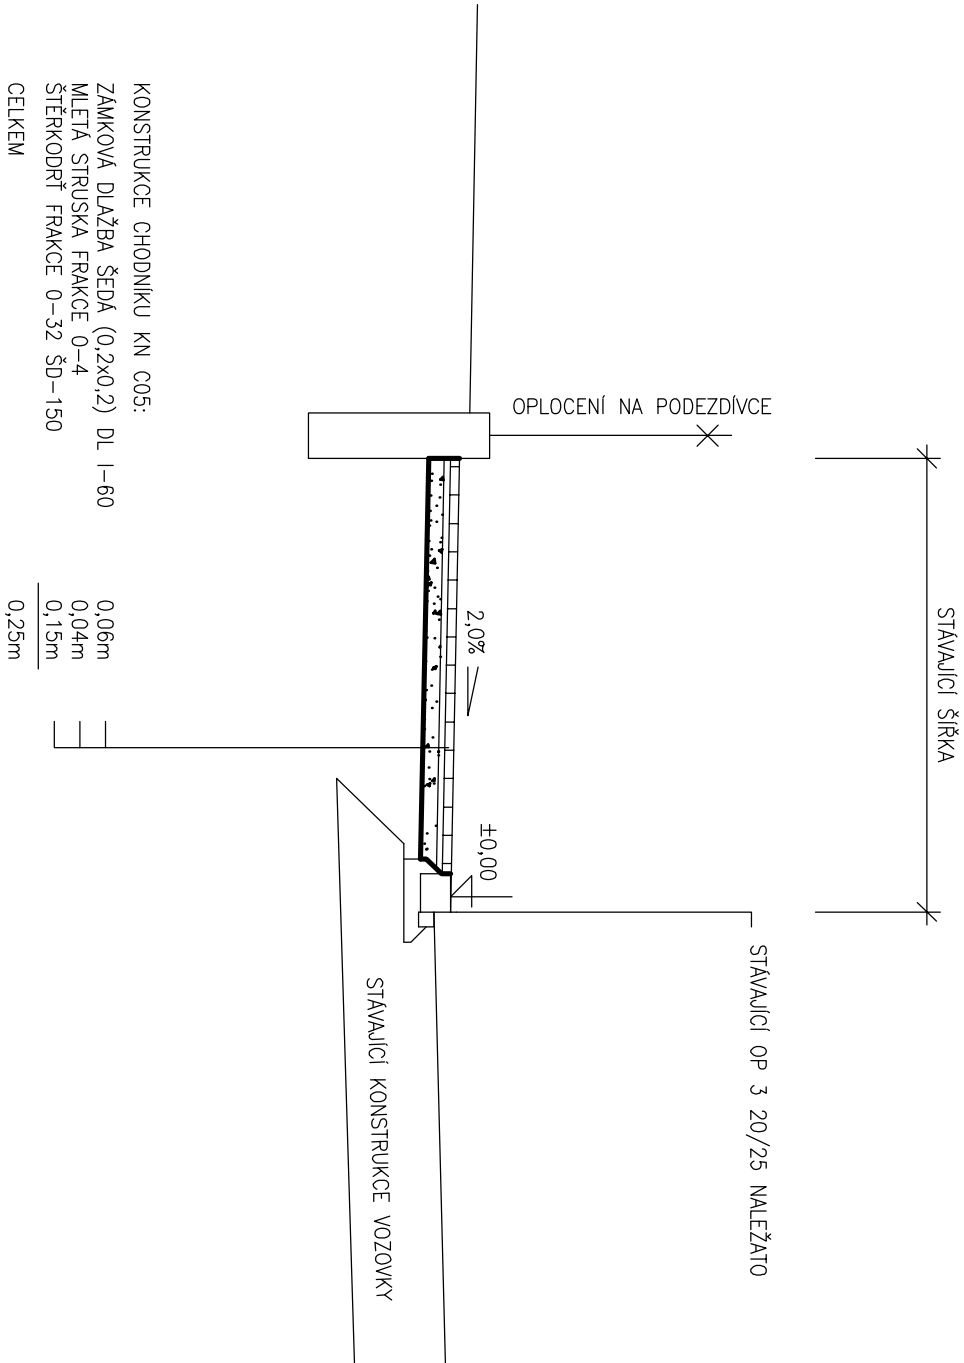 STÁVAJÍCÍ ŠÍŘKA
OPLOCENÍ NA PODEZDÍVCE
STÁVAJÍCÍ OP 3 20/25 NALEŽATO
±0,00
2,0%
STÁVAJÍCÍ KONSTRUKCE VOZOVKY
KONSTRUKCE CHODNÍKU KN C05:
ZÁMKOVÁ DLAŽBA ŠEDÁ (0,2x0,2) DL I-60 0,06m
MLETÁ STRUSKA FRAKCE 0-4 0,04m
ŠTĚRKODRŤ FRAKCE 0-32 ŠD-150 0,15m
CELKEM 0,25m